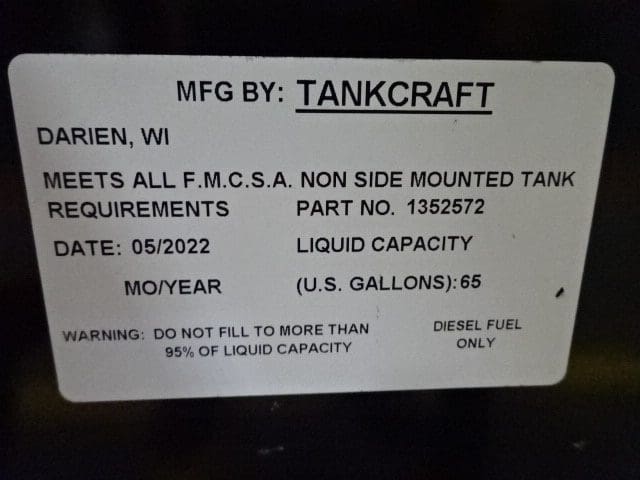 MFG BY: TANKCRAFT
DARIEN, WI
MEETS ALL F.M.C.S.A. NON SIDE MOUNTED TANK
REQUIREMENTS PART NO. 1352572
DATE: 05/2022 LIQUID CAPACITY
MO/YEAR (U.S. GALLONS): 65
WARNING: DO NOT FILL TO MORE THAN
95% OF LIQUID CAPACITY
DIESEL FUEL
ONLY